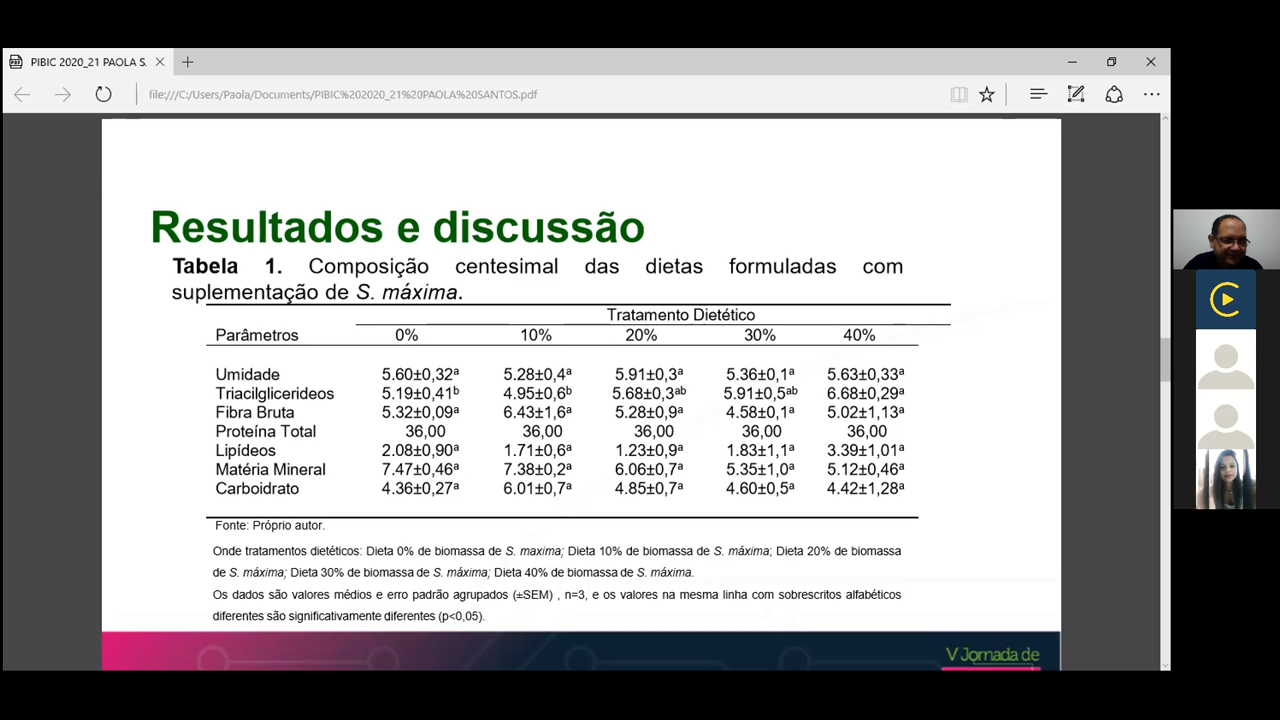 PIBIC 2020_21 PAOLA S.
file:///C:/Users/Paola/Documents/PIBIC%202020_21%20PAOLA%20SANTOS.pdf
Resultados e discussão
Tabela 1. Composição centesimal das dietas formuladas com
suplementação de S. máxima.
Tratamento Dietético
Parâmetros 0% 10% 20% 30% 40%
Umidade 5.60±0,32ᵃ 5.28±0,4ᵃ 5.91±0,3ᵃ 5.36±0,1ᵃ 5.63±0,33ᵃ
Triacilgliceridеos 5.19±0,41ᵇ 4.95±0,6ᵇ 5.68±0,3ᵃᵇ 5.91±0,5ᵃᵇ 6.68±0,29ᵃ
Fibra Bruta 5.32±0,09ᵃ 6.43±1,6ᵃ 5.28±0,9ᵃ 4.58±0,1ᵃ 5.02±1,13ᵃ
Proteína Total 36,00 36,00 36,00 36,00 36,00
Lipídeos 2.08±0,90ᵃ 1.71±0,6ᵃ 1.23±0,9ᵃ 1.83±1,1ᵃ 3.39±1,01ᵃ
Matéria Mineral 7.47±0,46ᵃ 7.38±0,2ᵃ 6.06±0,7ᵃ 5.35±1,0ᵃ 5.12±0,46ᵃ
Carboidrato 4.36±0,27ᵃ 6.01±0,7ᵃ 4.85±0,7ᵃ 4.60±0,5ᵃ 4.42±1,28ᵃ
Fonte: Próprio autor.
Onde tratamentos dietéticos: Dieta 0% de biomassa de S. maxima; Dieta 10% de biomassa de S. máxima; Dieta 20% de biomassa
de S. máxima; Dieta 30% de biomassa de S. máxima; Dieta 40% de biomassa de S. máxima.
Os dados são valores médios e erro padrão agrupados (±SEM) , n=3, e os valores na mesma linha com sobrescritos alfabéticos
diferentes são significativamente diferentes (p<0,05).
V Jornada de